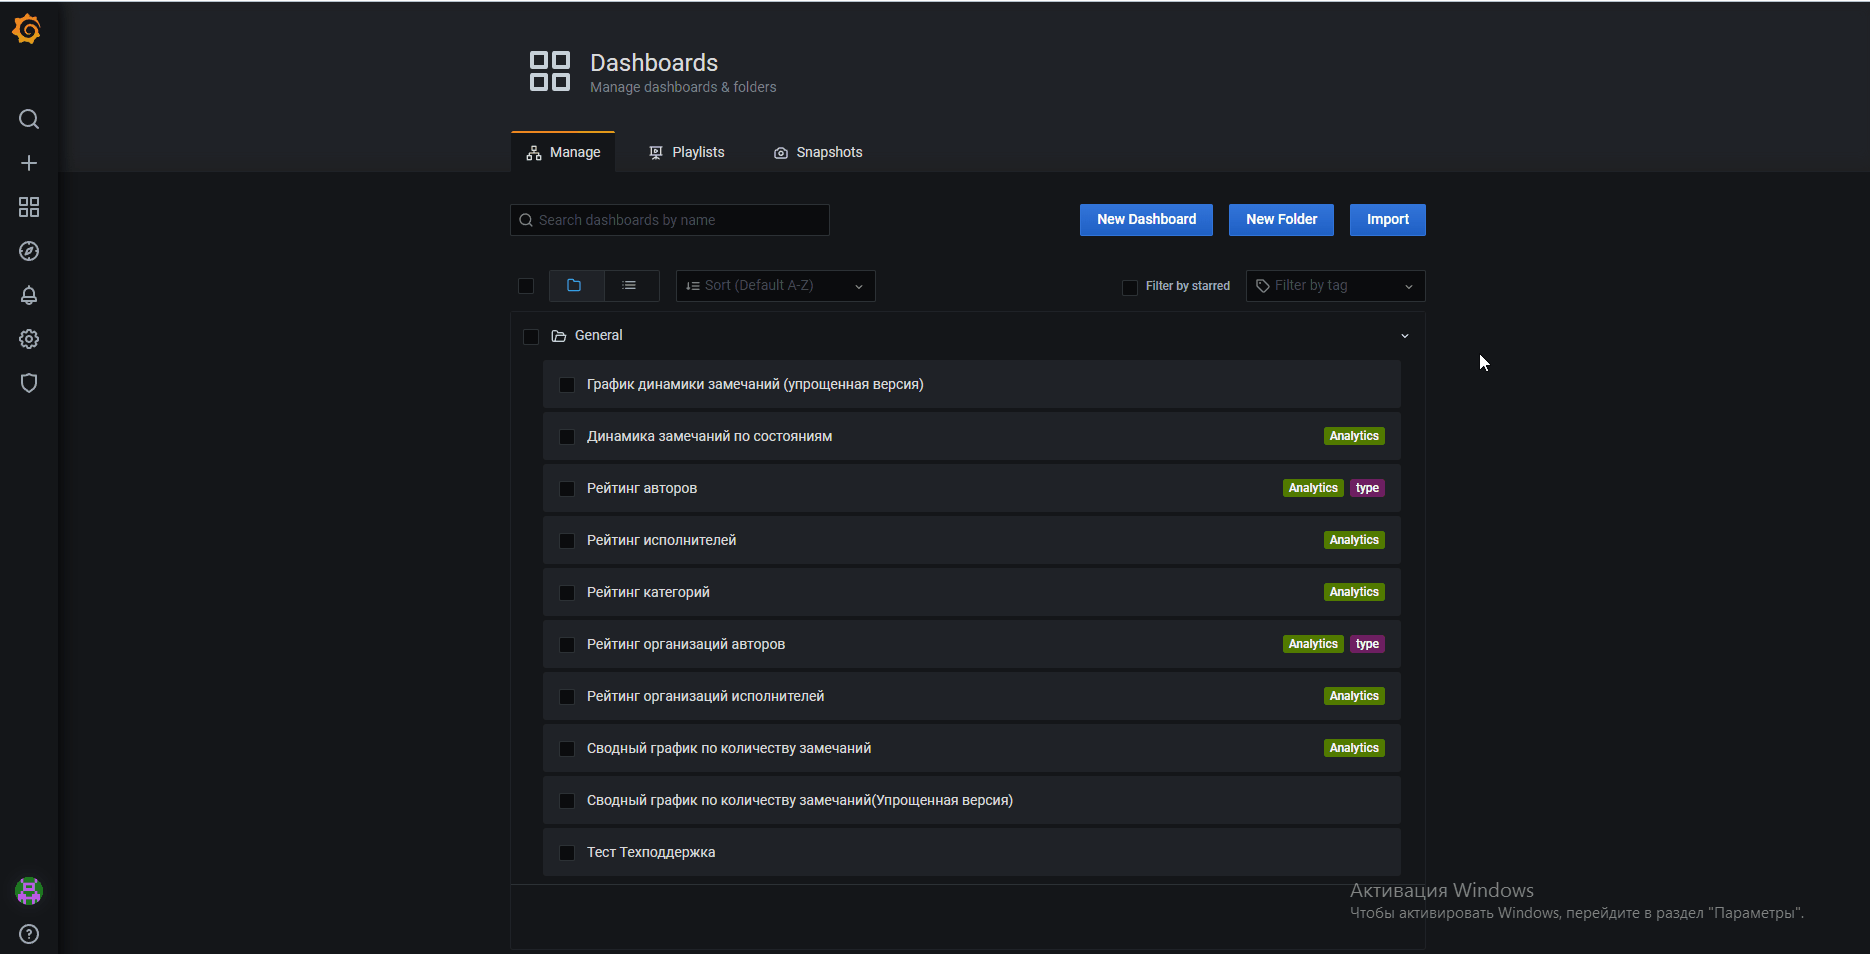 Dashboards
Manage dashboards & folders
Manage
Playlists
Snapshots
Search dashboards by name
New Dashboard
New Folder
Import
Sort (Default A-Z)
Filter by starred
Filter by tag
General
График динамики замечаний (упрощенная версия)
Динамика замечаний по состояниям
Analytics
Рейтинг авторов
Analytics type
Рейтинг исполнителей
Analytics
Рейтинг категорий
Analytics
Рейтинг организаций авторов
Analytics type
Рейтинг организаций исполнителей
Analytics
Сводный график по количеству замечаний
Analytics
Сводный график по количеству замечаний(Упрощенная версия)
Тест Техподдержка
Активация Windows
Чтобы активировать Windows, перейдите в раздел "Параметры".